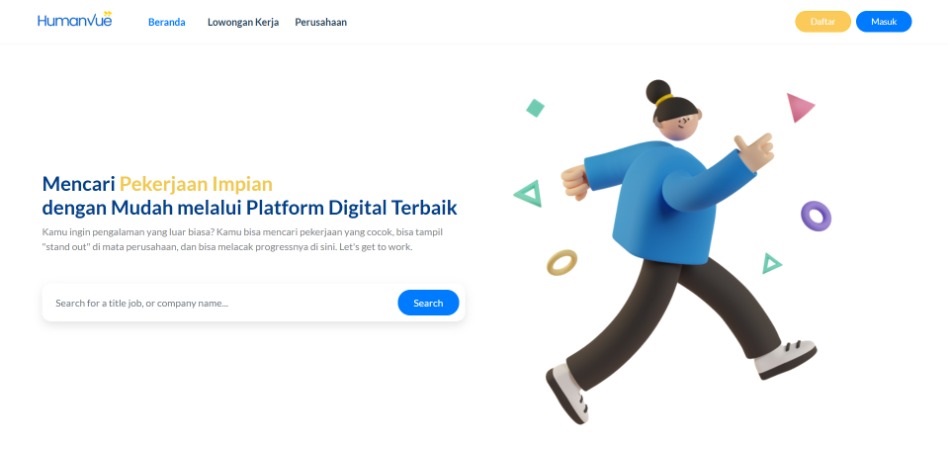 Humanvue
Beranda
Lowongan Kerja
Perusahaan
Daftar
Masuk
Mencari Pekerjaan Impian
dengan Mudah melalui Platform Digital Terbaik
Kamu ingin pengalaman yang luar biasa? Kamu bisa mencari pekerjaan yang cocok, bisa tampil
"stand out" di mata perusahaan, dan bisa melacak progressnya di sini. Let's get to work.
Search for a title job, or company name...
Search